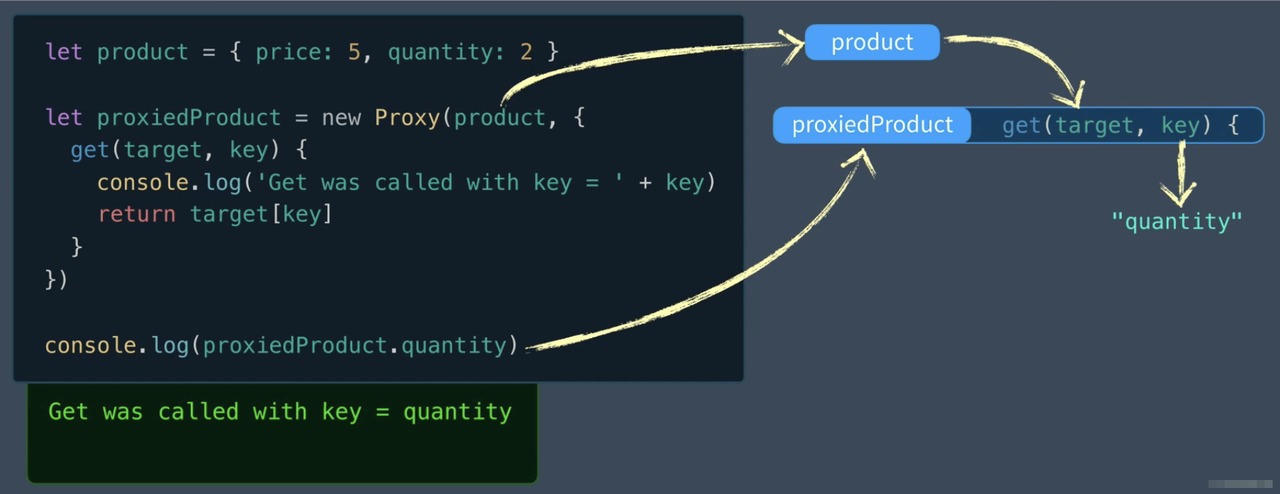 let product = { price: 5, quantity: 2 }
let proxiedProduct = new Proxy(product, {
  get(target, key) {
    console.log('Get was called with key = ' + key)
    return target[key]
  }
})
console.log(proxiedProduct.quantity)
Get was called with key = quantity
product
proxiedProduct get(target, key) {
"quantity"